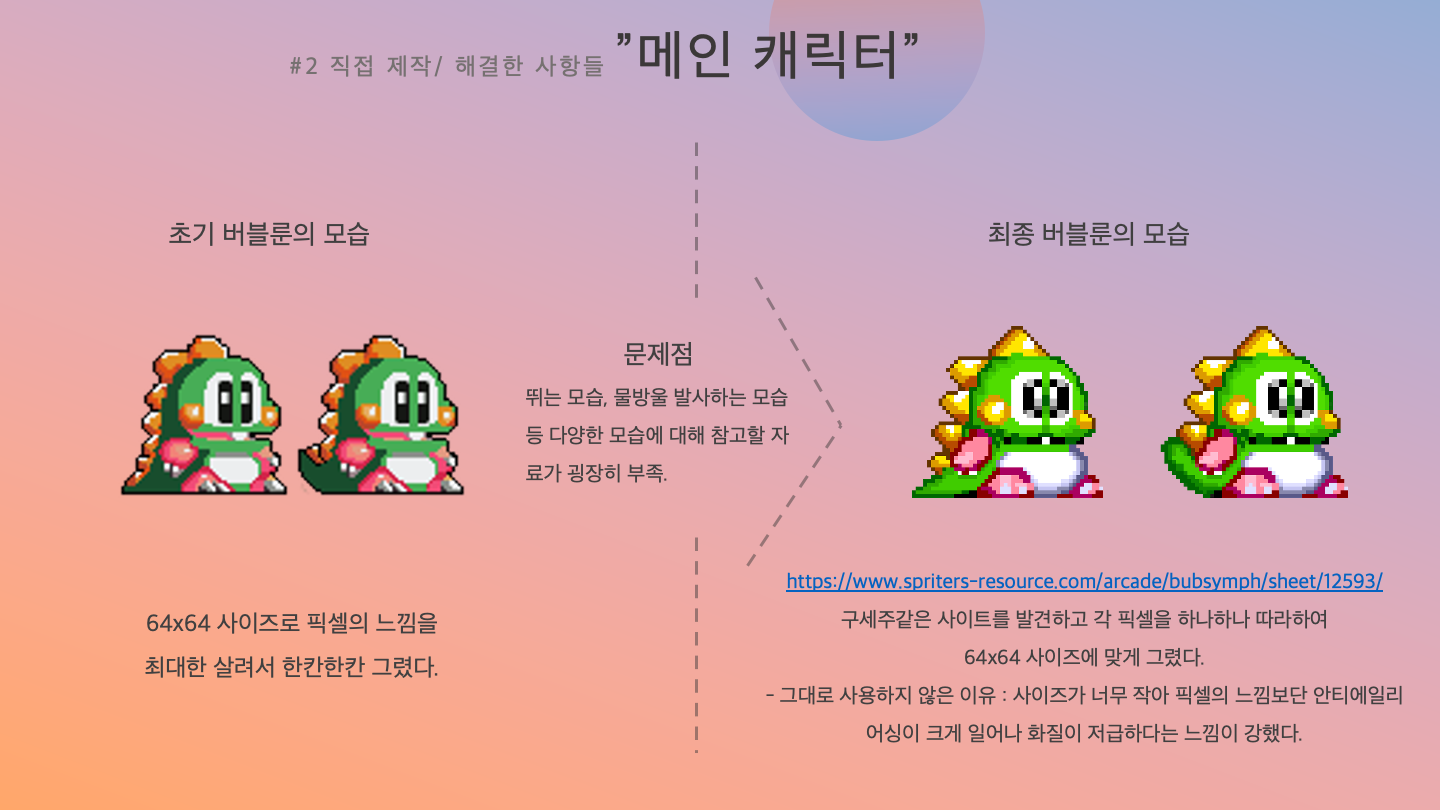 #2 직접 제작/ 해결한 사항들 ”메인 캐릭터”
초기 버블룬의 모습
64x64 사이즈로 픽셀의 느낌을
최대한 살려서 한칸한칸 그렸다.
문제점
뛰는 모습, 물방울 발사하는 모습
등 다양한 모습에 대해 참고할 자
료가 굉장히 부족.
최종 버블룬의 모습
https://www.spriters-resource.com/arcade/bubsymph/sheet/12593/
구세주같은 사이트를 발견하고 각 픽셀을 하나하나 따라하여
64x64 사이즈에 맞게 그렸다.
- 그대로 사용하지 않은 이유 : 사이즈가 너무 작아 픽셀의 느낌보단 안티에일리
어싱이 크게 일어나 화질이 저급하다는 느낌이 강했다.